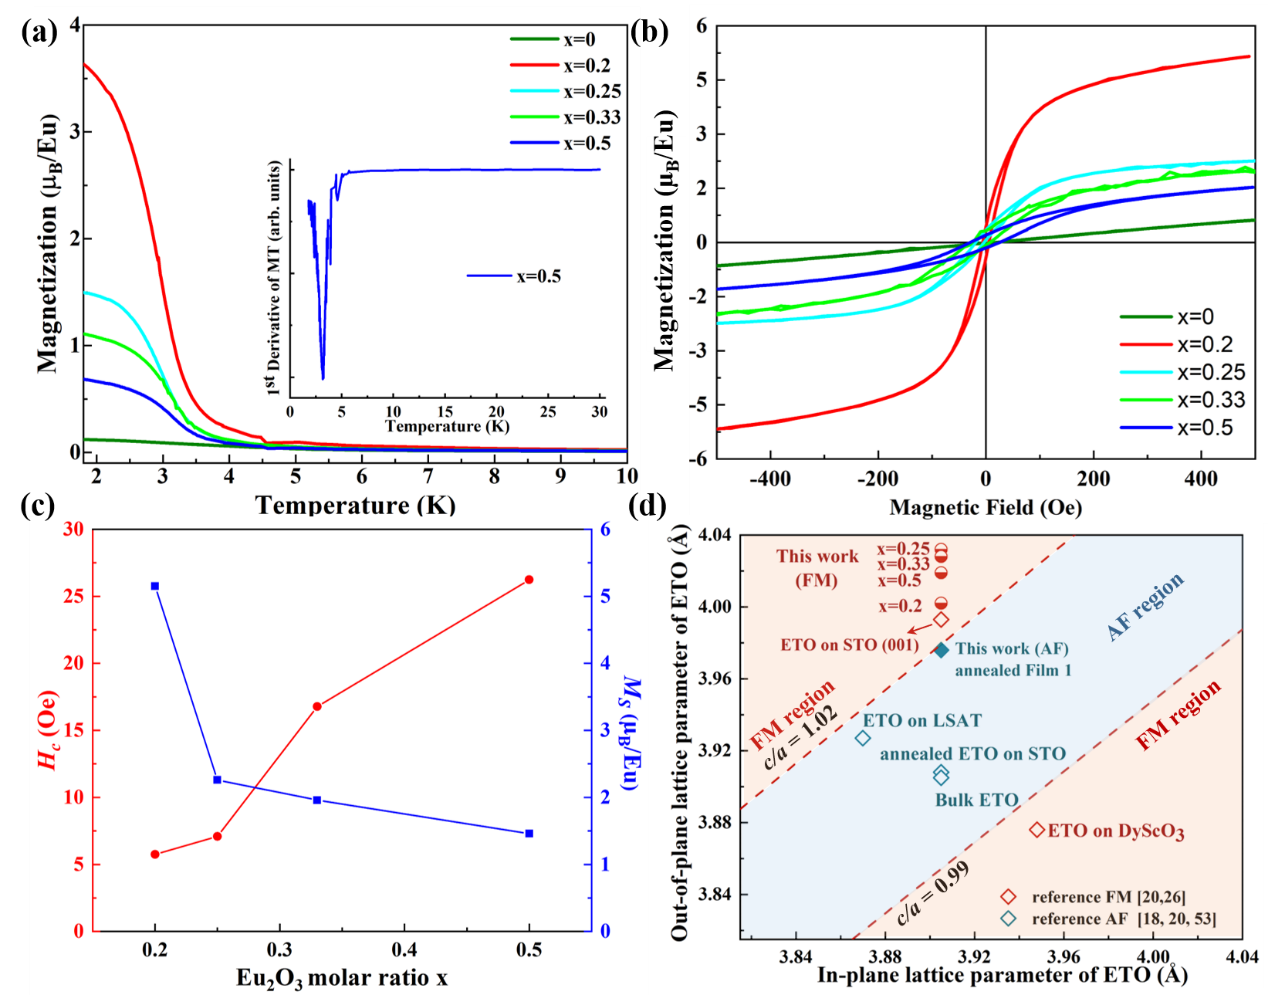 (a)
4
3
2
1
0
Magnetization (μB/Eu)
x=0
x=0.2
x=0.25
x=0.33
x=0.5
1st Derivative of MT (arb. units)
x=0.5
0 5 10 15 20 25 30
Temperature (K)
2 3 4 5 6 7 8 9 10
Temperature (K)
(b)
6
5
3
2
0
-2
-3
-5
-6
Magnetization (μB/Eu)
x=0
x=0.2
x=0.25
x=0.33
x=0.5
-400 -200 0 200 400
Magnetic Field (Oe)
(c)
30
25
20
15
10
5
0
Hc (Oe)
6
5
4
3
2
1
0
MS (μB/Eu)
0.2 0.3 0.4 0.5
Eu2O3 molar ratio x
(d)
4.04
4.00
3.96
3.92
3.88
3.84
Out-of-plane lattice parameter of ETO (Å)
This work
(FM)
x=0.25
x=0.33
x=0.5
x=0.2
ETO on STO (001)
This work (AF)
annealed Film 1
AF region
FM region
c/a = 1.02
ETO on LSAT
annealed ETO on STO
Bulk ETO
FM region
ETO on DyScO3
c/a = 0.99
reference FM [20,26]
reference AF [18, 20, 53]
3.84 3.88 3.92 3.96 4.00 4.04
In-plane lattice parameter of ETO (Å)